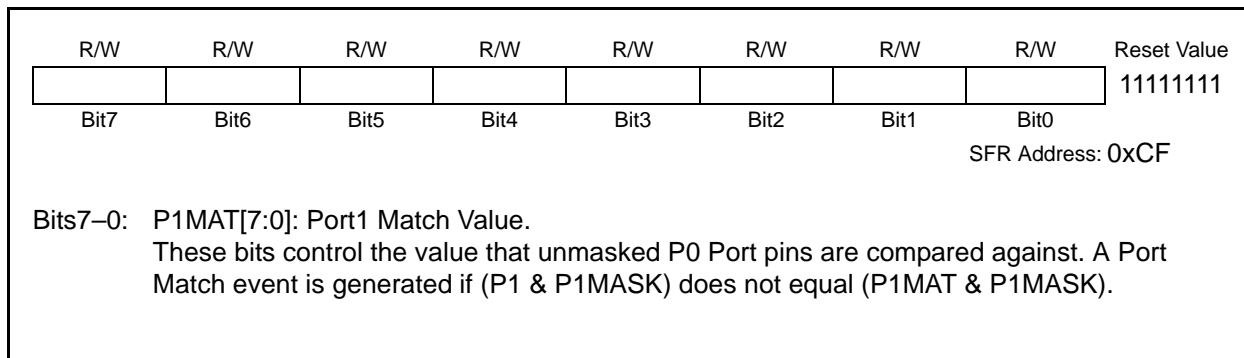 R/W R/W R/W R/W R/W R/W R/W R/W Reset Value
11111111
Bit7 Bit6 Bit5 Bit4 Bit3 Bit2 Bit1 Bit0
SFR Address: 0xCF
Bits7–0: P1MAT[7:0]: Port1 Match Value.
These bits control the value that unmasked P0 Port pins are compared against. A Port
Match event is generated if (P1 & P1MASK) does not equal (P1MAT & P1MASK).